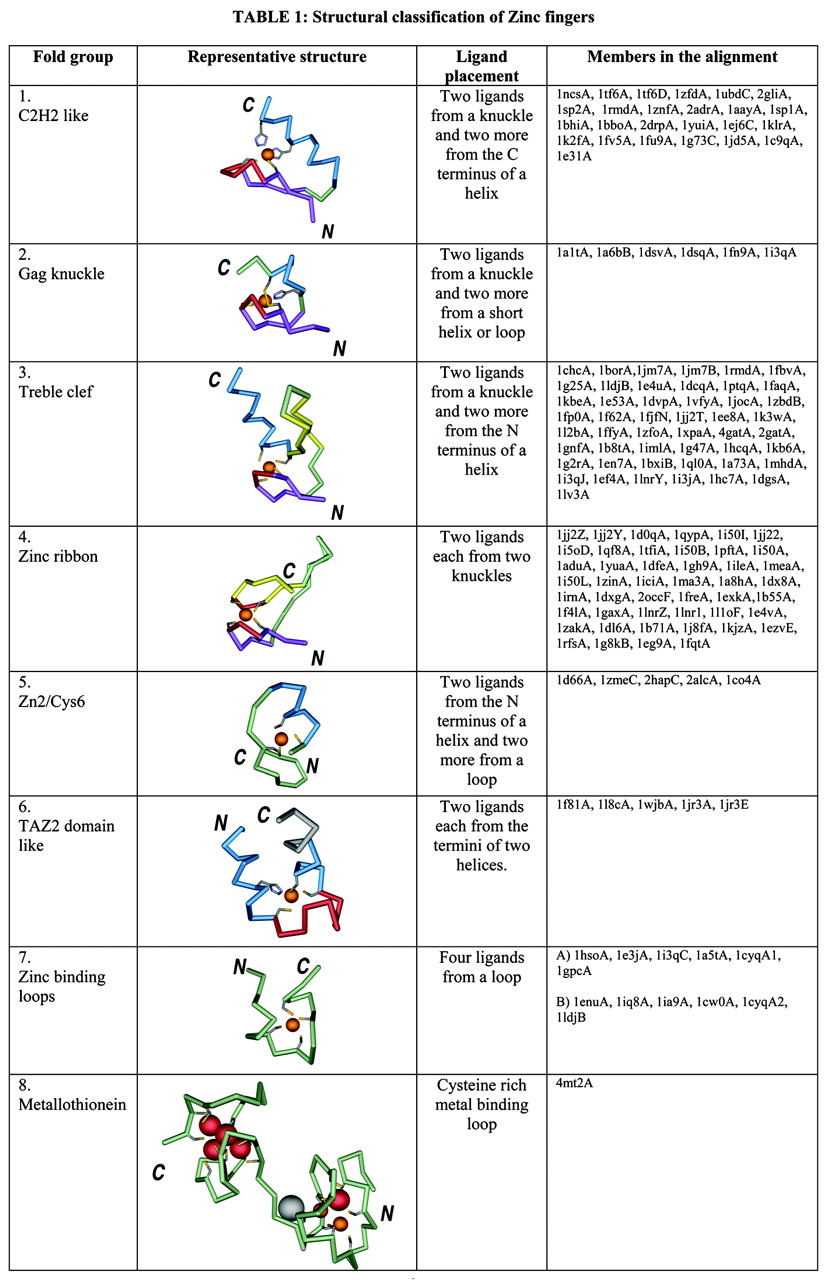 TABLE 1: Structural classification of Zinc fingers
Fold group
Representative structure
Ligand
placement
Members in the alignment
1.
C2H2 like
C
N
Two ligands
from a knuckle
and two more
from the C
terminus of a
helix
1ncsA, 1tf6A, 1tf6D, 1zfdA, 1ubdC, 2gliA,
1sp2A, 1rmdA, 1znfA, 2adrA, 1aayA, 1sp1A,
1bhiA, 1bboA, 2drpA, 1yuiA, 1ej6C, 1klrA,
1k2fA, 1fv5A, 1fu9A, 1g73C, 1jd5A, 1c9qA,
1e31A
2.
Gag knuckle
C
N
Two ligands
from a knuckle
and two more
from a short
helix or loop
1a1tA, 1a6bB, 1dsvA, 1dsqA, 1fn9A, 1i3qA
3.
Treble clef
C
N
Two ligands
from a knuckle
and two more
from the N
terminus of a
helix
1chcA, 1borA,1jm7A, 1jm7B, 1rmdA, 1fbvA,
1g25A, 1ldjB, 1e4uA, 1dcqA, 1ptqA, 1faqA,
1kbeA, 1e53A, 1dvpA, 1vfyA, 1jocA, 1zbdB,
1fp0A, 1f62A, 1fjfN, 1jj2T, 1ee8A, 1k3wA,
1l2bA, 1ffyA, 1zfoA, 1xpaA, 4gatA, 2gatA,
1gnfA, 1b8tA, 1imlA, 1g47A, 1hcqA, 1kb6A,
1g2rA, 1en7A, 1bxiB, 1ql0A, 1a73A, 1mhdA,
1i3qJ, 1ef4A, 1lnrY, 1i3jA, 1hc7A, 1dgsA,
1lv3A
4.
Zinc ribbon
C
N
Two ligands
each from two
knuckles
1jj2Z, 1jj2Y, 1d0qA, 1qypA, 1i50I, 1jj22,
1i5oD, 1qf8A, 1tfiA, 1i50B, 1pftA, 1i50A,
1aduA, 1yuaA, 1dfeA, 1gh9A, 1ileA, 1meaA,
1i50L, 1zinA, 1iciA, 1ma3A, 1a8hA, 1dx8A,
1irnA, 1dxgA, 2occF, 1freA, 1exkA,1b55A,
1f4lA, 1gaxA, 1lnrZ, 1lnr1, 1l1oF, 1e4vA,
1zakA, 1dl6A, 1b71A, 1j8fA, 1kjzA, 1ezvE,
1rfsA, 1g8kB, 1eg9A, 1fqtA
5.
Zn2/Cys6
C
N
Two ligands
from the N
terminus of a
helix and two
more from a
loop
1d66A, 1zmeC, 2hapC, 2alcA, 1co4A
6.
TAZ2 domain
like
N
C
Two ligands
each from the
termini of two
helices.
1f81A, 1l8cA, 1wjbA, 1jr3A, 1jr3E
7.
Zinc binding
loops
N
C
Four ligands
from a loop
A) 1hsoA, 1e3jA, 1i3qC, 1a5tA, 1cyqA1,
1gpcA
B) 1enuA, 1iq8A, 1ia9A, 1cw0A, 1cyqA2,
1ldjB
8.
Metallothionein
C
N
Cysteine rich
metal binding
loop
4mt2A